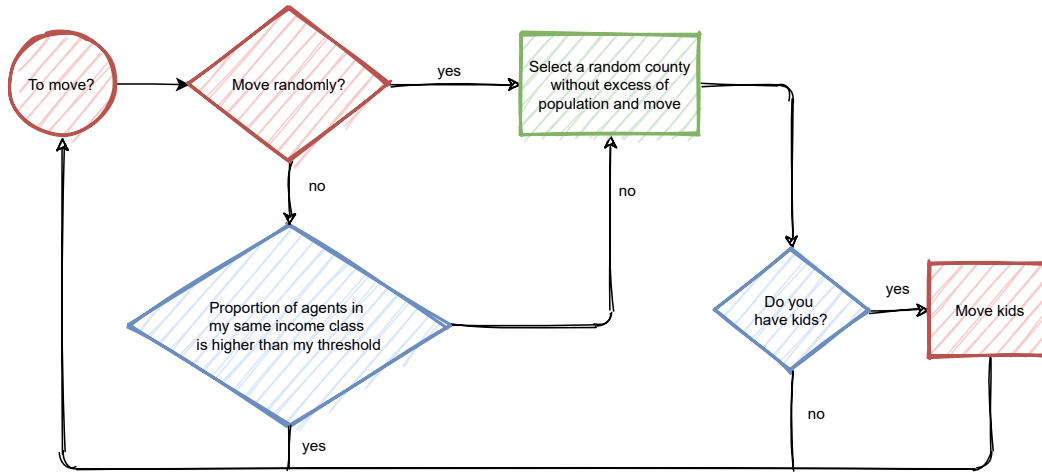 To move?
Move randomly?
yes
Select a random county
without excess of
population and move
no
no
Proportion of agents in
my same income class
is higher than my threshold
Do you
have kids?
yes
Move kids
no
yes